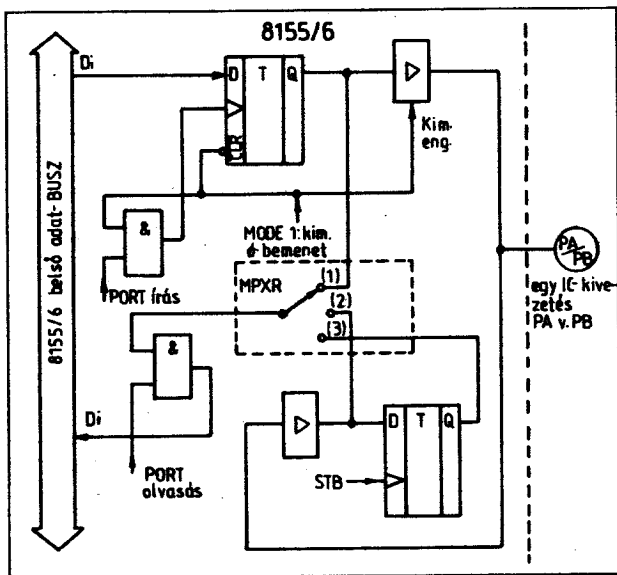 8155/6
Di
D T Q
CLR
Kim.
eng.
&
MODE 1: kim.
ø bemenet
PORT írás
MPXR
(1)
(2)
(3)
PA/PB
egy IC-kive-
zetés
PA v. PB
8155/6 belső adat-BUSZ
&
Di
PORT
olvasás
D T Q
STB